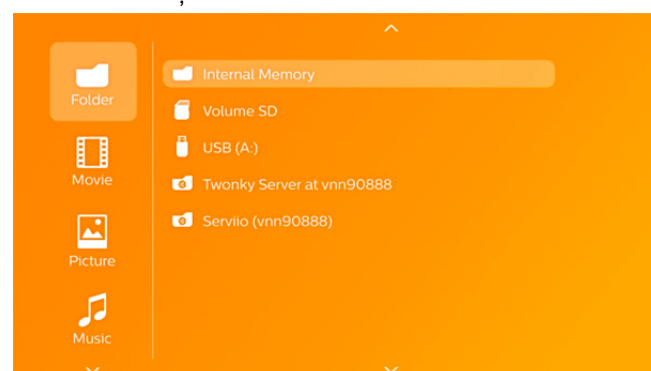 Folder
Movie
Picture
Music
Internal Memory
Volume SD
USB (A:)
Twonky Server at vnn90888
Serviio (vnn90888)